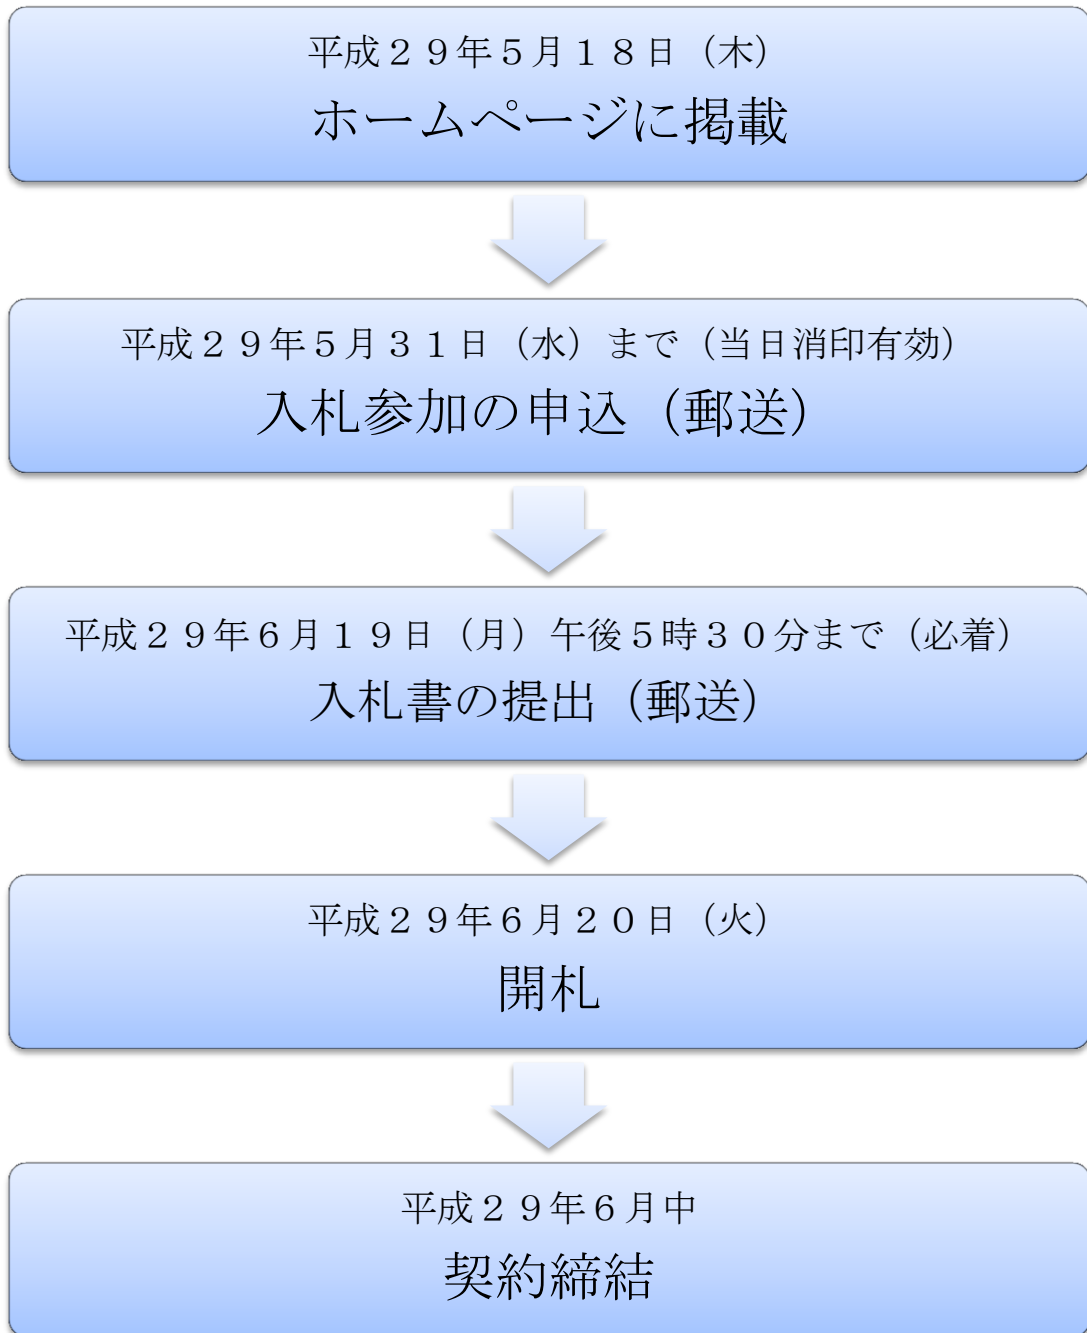 平成２９年５月１８日（木）
ホームページに掲載
平成２９年５月３１日（水）まで（当日消印有効）
入札参加の申込（郵送）
平成２９年６月１９日（月）午後５時３０分まで（必着）
入札書の提出（郵送）
平成２９年６月２０日（火）
開札
平成２９年６月中
契約締結